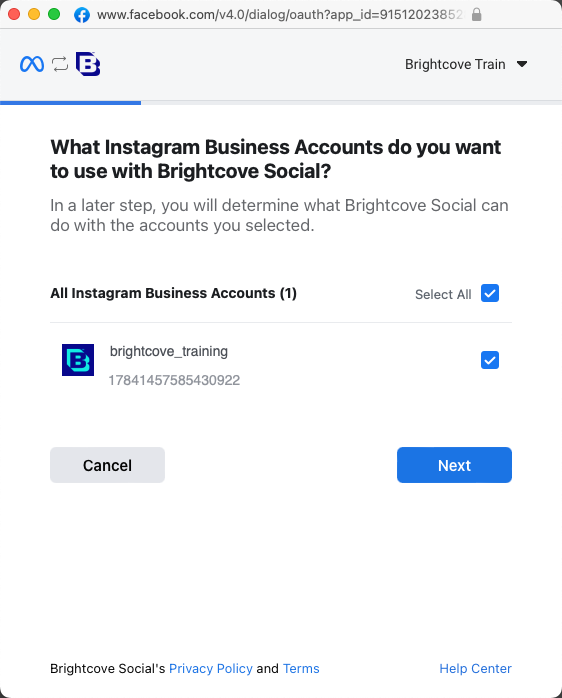 www.facebook.com/v4.0/dialog/oauth?app_id=91512023852
Brightcove Train
What Instagram Business Accounts do you want
to use with Brightcove Social?
In a later step, you will determine what Brightcove Social can
do with the accounts you selected.
All Instagram Business Accounts (1) Select All
brightcove_training
17841457585430922
Cancel Next
Brightcove Social's Privacy Policy and Terms Help Center